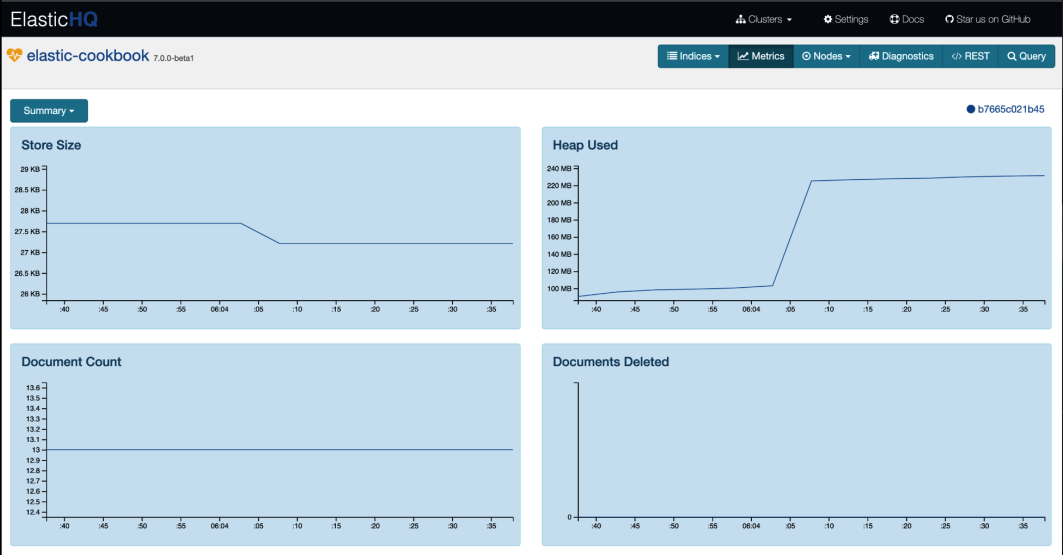 ElasticHQ
Clusters
Settings
Docs
Star us on GitHub
elastic-cookbook 7.0.0-beta1
Indices
Metrics
Nodes
Diagnostics
</> REST
Query
Summary
b7665c021b45
Store Size
29 KB
28.5 KB
28 KB
27.5 KB
27 KB
26.5 KB
26 KB
:40 :45 :50 :55 06:04 :05 :10 :15 :20 :25 :30 :35
Heap Used
240 MB
220 MB
200 MB
180 MB
160 MB
140 MB
120 MB
100 MB
:40 :45 :50 :55 06:04 :05 :10 :15 :20 :25 :30 :35
Document Count
13.6
13.5
13.4
13.3
13.2
13.1
13
12.9
12.8
12.7
12.6
12.5
12.4
:40 :45 :50 :55 06:04 :05 :10 :15 :20 :25 :30 :35
Documents Deleted
0
:40 :45 :50 :55 06:04 :05 :10 :15 :20 :25 :30 :35